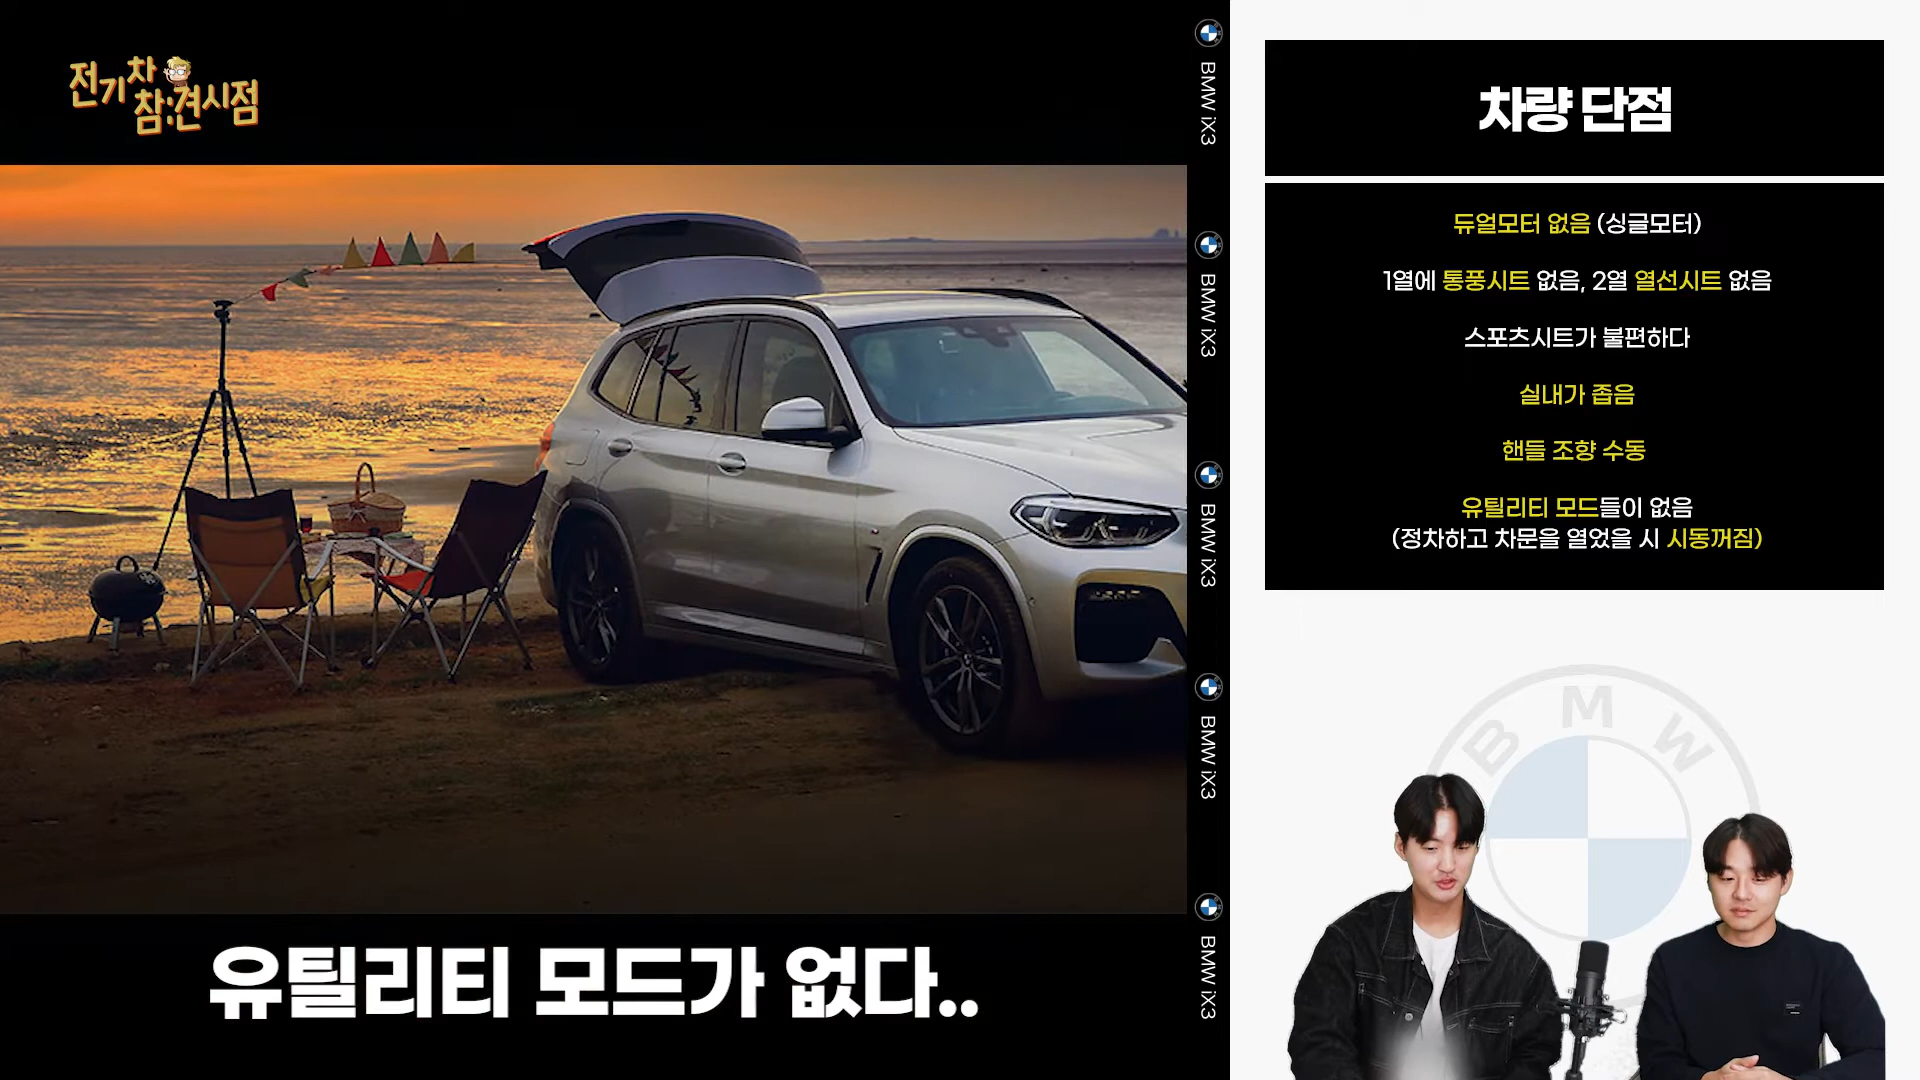 전기차
참:견시점
유틸리티 모드가 없다..
BMW iX3
BMW iX3
BMW iX3
BMW iX3
BMW iX3
차량 단점
듀얼모터 없음 (싱글모터)
1열에 통풍시트 없음, 2열 열선시트 없음
스포츠시트가 불편하다
실내가 좁음
핸들 조향 수동
유틸리티 모드들이 없음
(정차하고 차문을 열었을 시 시동꺼짐)
BMW